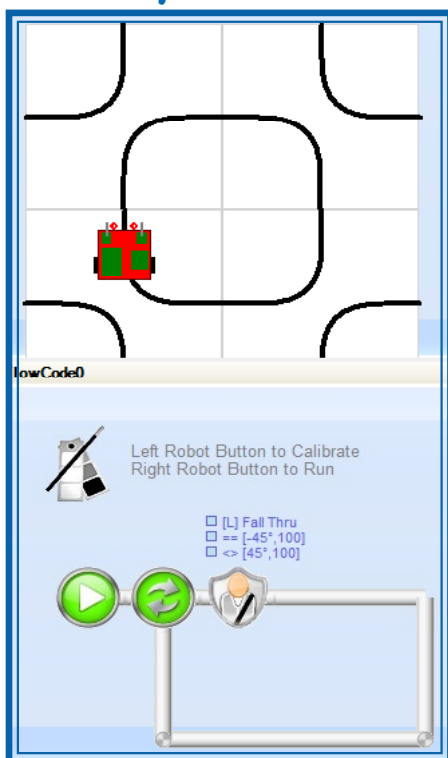 lowCode0
Left Robot Button to Calibrate
Right Robot Button to Run
[L] Fall Thru
== [-45°,100]
<> [45°,100]